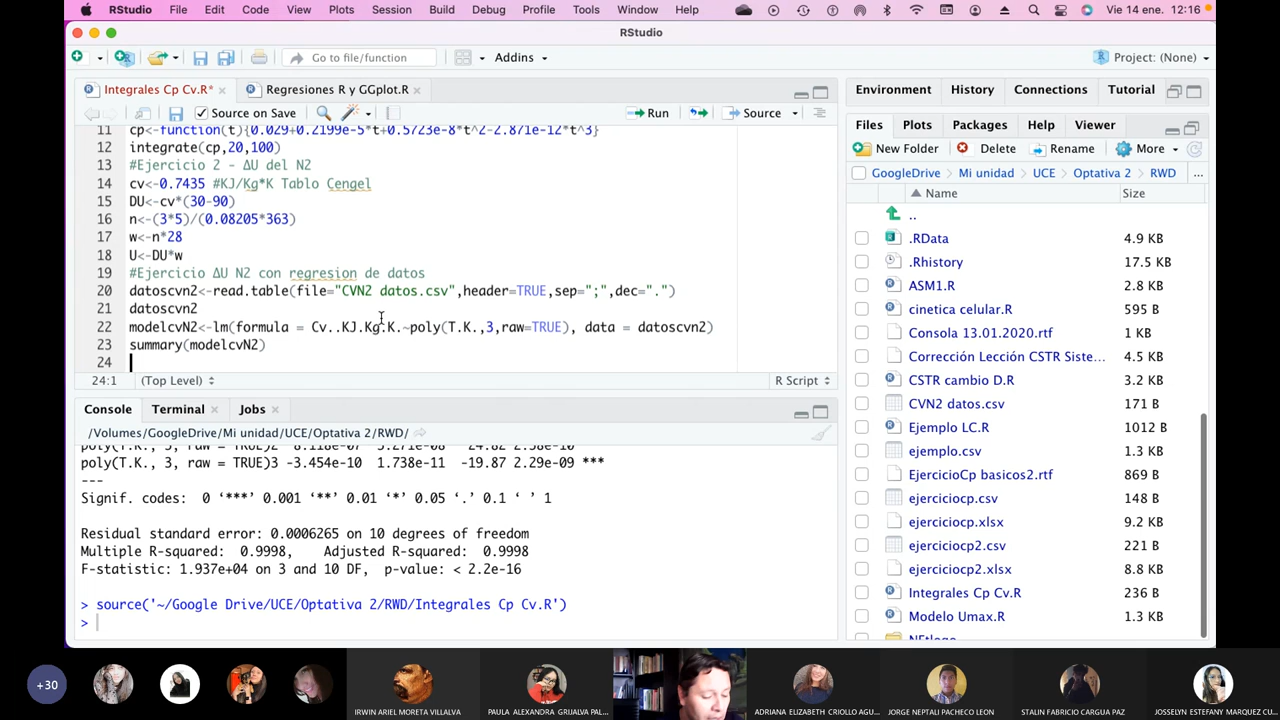 RStudio File Edit Code View Plots Session Build Debug Profile Tools Window Help Vie 14 ene. 12:16
RStudio
Go to file/function Addins Project: (None)
Integrales Cp Cv.R* Regresiones R y GGplot.R
Source on Save Run Source
11 cp<-function(t){0.029+0.2199e-5*t+0.5723e-8*t^2-2.871e-12*t^3}
12 integrate(cp,20,100)
13 #Ejercicio 2 - ΔU del N2
14 cv<-0.7435 #KJ/Kg*K Tablo Cengel
15 DU<-cv*(30-90)
16 n<-(3*5)/(0.08205*363)
17 w<-n*28
18 U<-DU*w
19 #Ejercicio ΔU N2 con regresion de datos
20 datoscvn2<-read.table(file="CVN2 datos.csv",header=TRUE,sep=";",dec=".")
21 datoscvn2
22 modelcvN2<-lm(formula = Cv..KJ.Kg.K.~poly(T.K.,3,raw=TRUE), data = datoscvn2)
23 summary(modelcvN2)
24
24:1 (Top Level) R Script
Console Terminal Jobs
/Volumes/GoogleDrive/Mi unidad/UCE/Optativa 2/RWD/
poly(T.K., 3, raw = TRUE)3 -3.454e-10 1.738e-11 -19.87 2.29e-09 ***
---
Signif. codes: 0 ‘***’ 0.001 ‘**’ 0.01 ‘*’ 0.05 ‘.’ 0.1 ‘ ’ 1
Residual standard error: 0.0006265 on 10 degrees of freedom
Multiple R-squared: 0.9998, Adjusted R-squared: 0.9998
F-statistic: 1.937e+04 on 3 and 10 DF, p-value: < 2.2e-16
> source('~/Google Drive/UCE/Optativa 2/RWD/Integrales Cp Cv.R')
>
Environment History Connections Tutorial
Files Plots Packages Help Viewer
New Folder Delete Rename More
GoogleDrive Mi unidad UCE Optativa 2 RWD ...
Name Size
..
.RData 4.9 KB
.Rhistory 17.5 KB
ASM1.R 2.8 KB
cinetica celular.R 595 B
Consola 13.01.2020.rtf 1 KB
Corrección Lección CSTR Siste... 4.5 KB
CSTR cambio D.R 3.2 KB
CVN2 datos.csv 171 B
Ejemplo LC.R 1012 B
ejemplo.csv 1.3 KB
EjercicioCp basicos2.rtf 869 B
ejerciciocp.csv 148 B
ejerciciocp.xlsx 9.2 KB
ejerciciocp2.csv 221 B
ejerciciocp2.xlsx 8.8 KB
Integrales Cp Cv.R 236 B
Modelo Umax.R 1.3 KB
+30
IRWIN ARIEL MORETA VILLALVA
PAULA ALEXANDRA GRIJALVA PAL...
ADRIANA ELIZABETH CRIOLLO AGU...
JORGE NEPTALI PACHECO LEON
STALIN FABRICIO CARGUA PAZ
JOSSELYN ESTEFANY MARQUEZ CU...